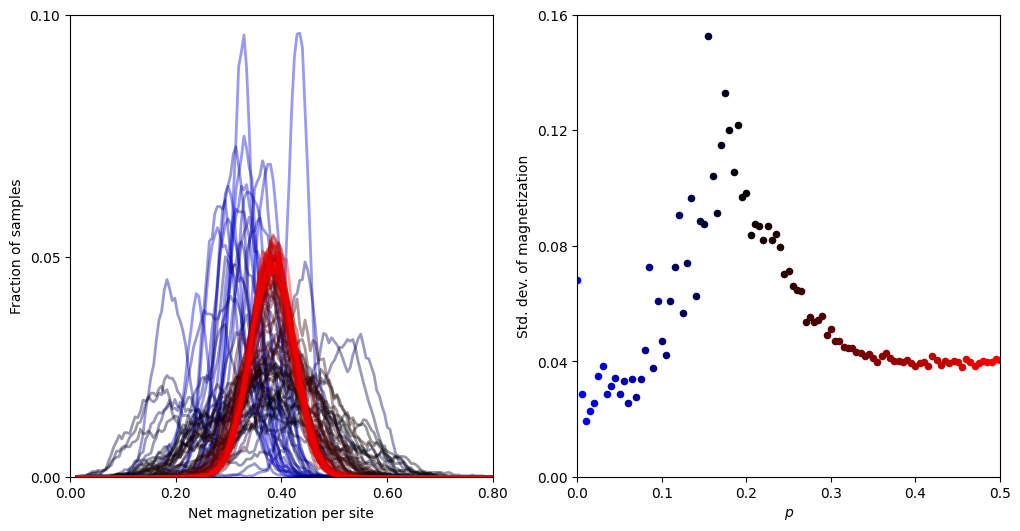 0.10
0.05
0.00
0.00 0.20 0.40 0.60 0.80
Fraction of samples
Net magnetization per site
0.16
0.12
0.08
0.04
0.00
0.0 0.1 0.2 0.3 0.4 0.5
Std. dev. of magnetization
p